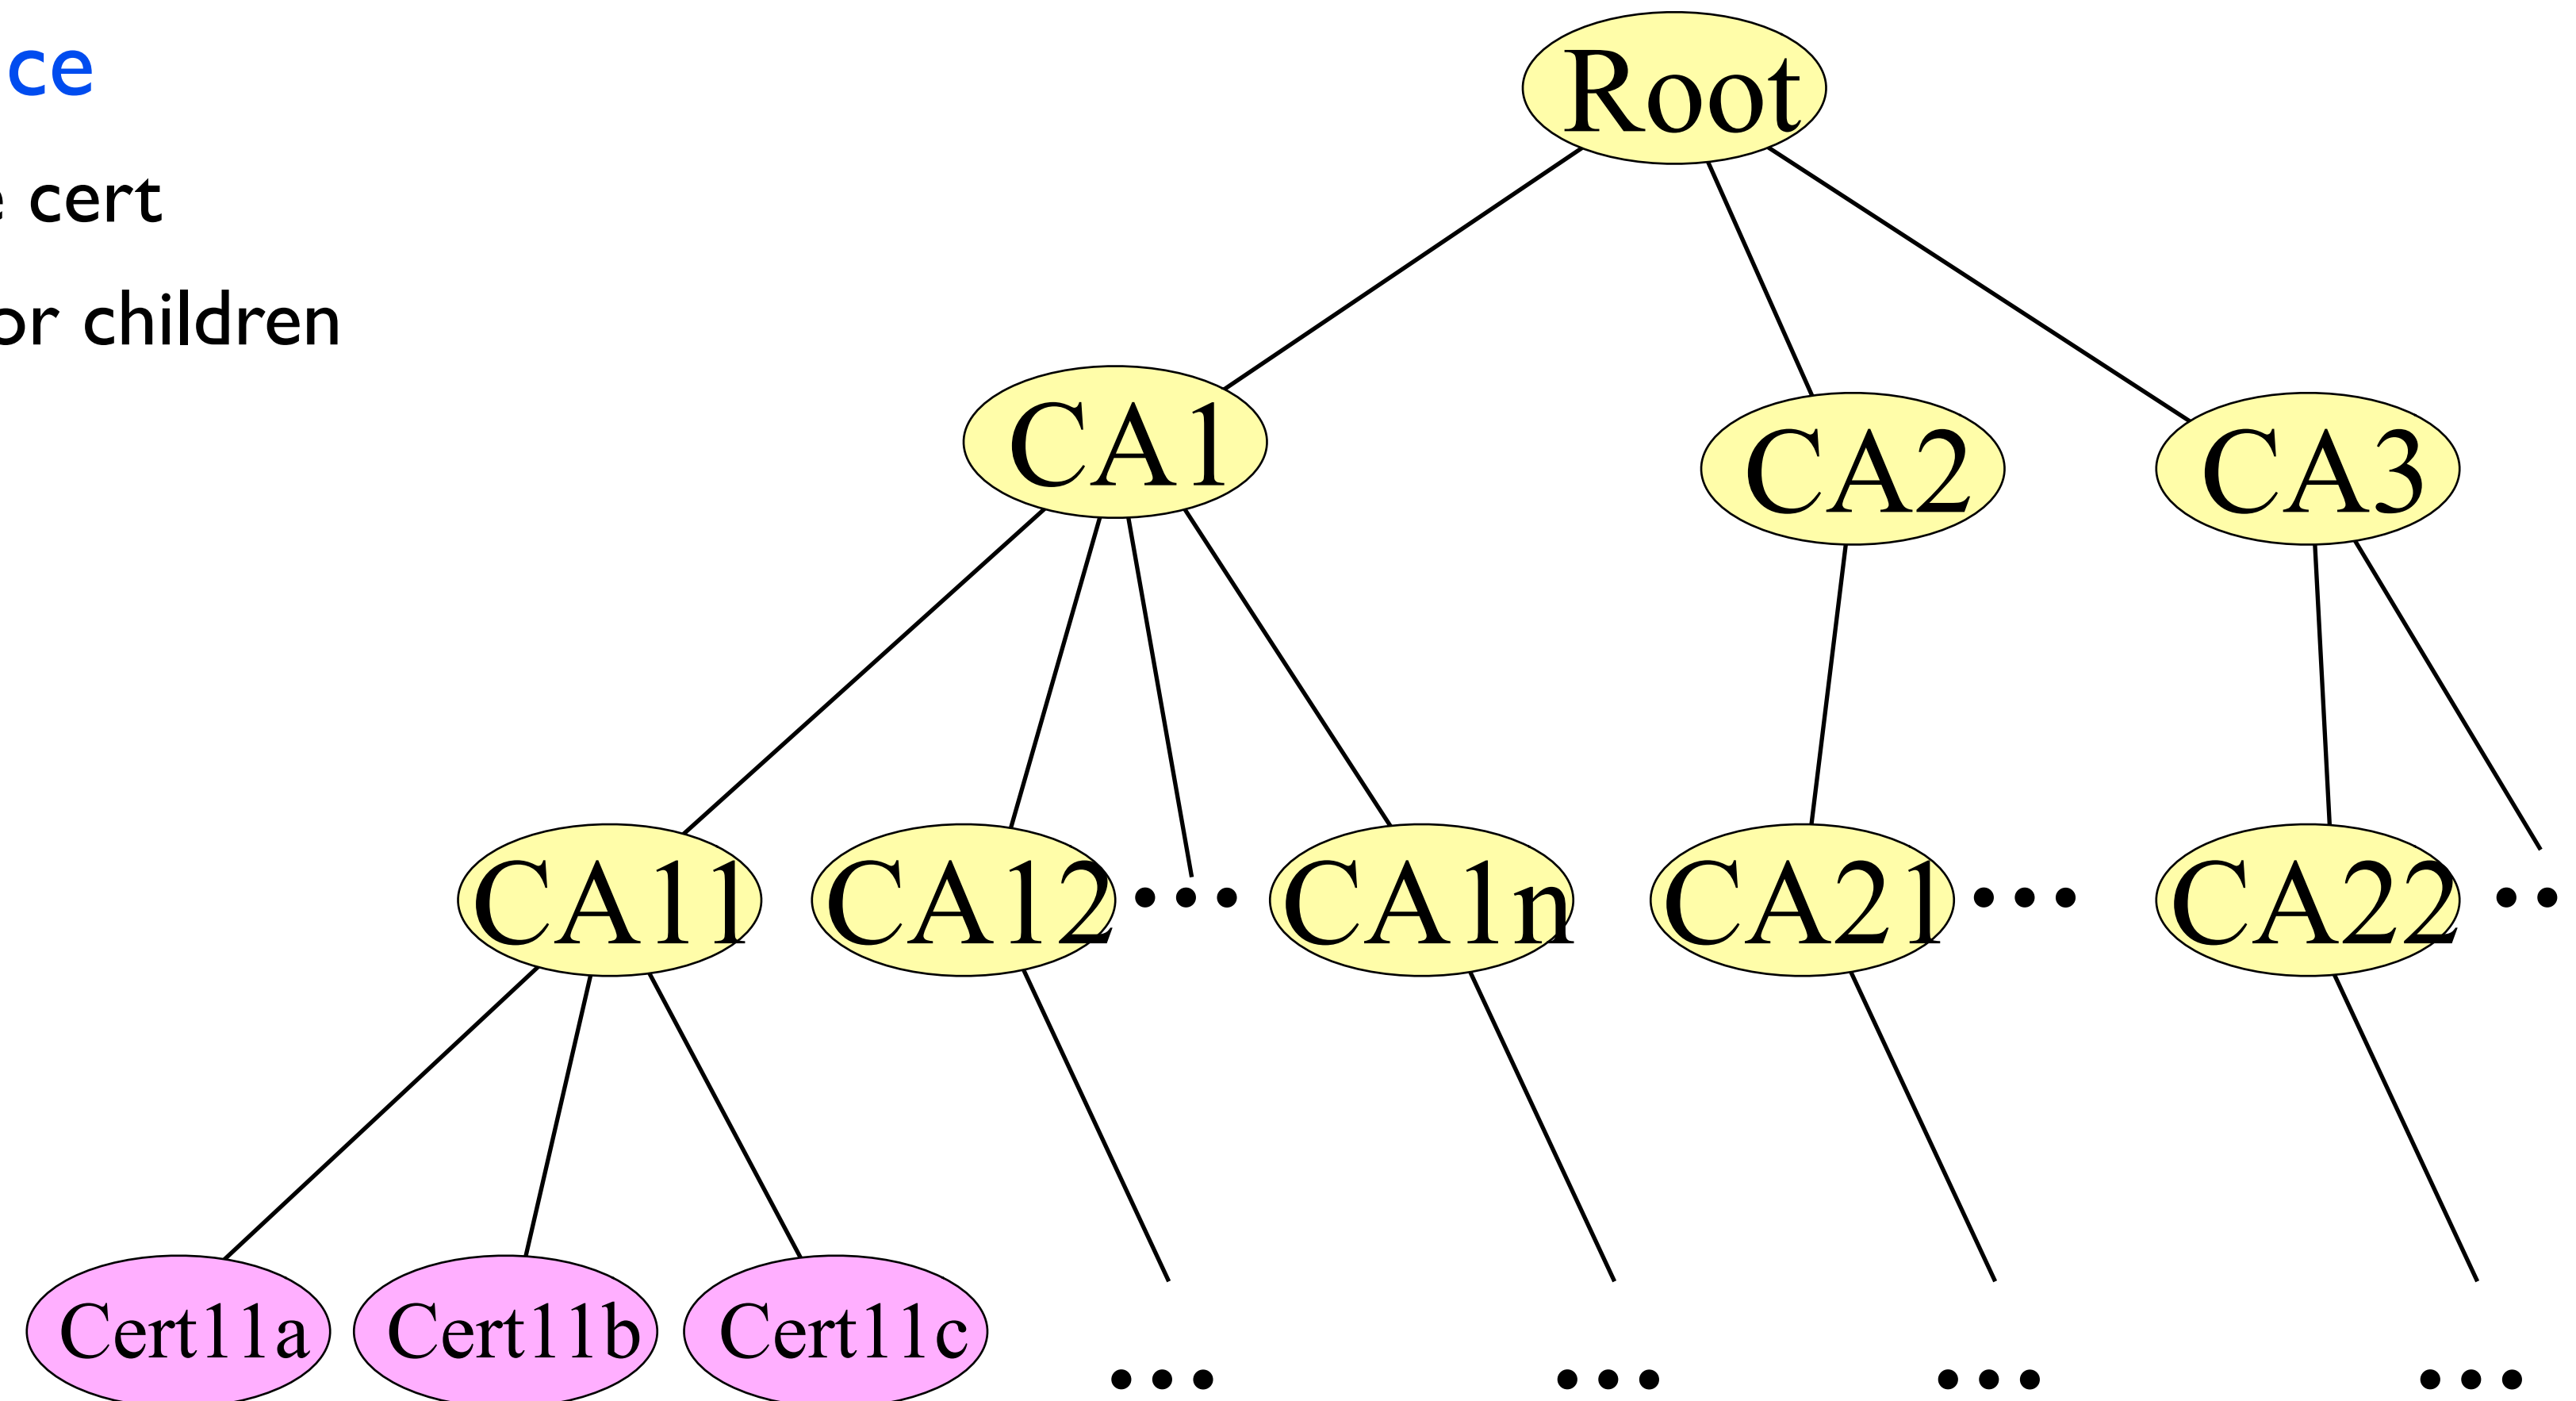 ce
cert
or children
Root
CA1
CA2
CA3
CA11
CA12
...
CA1n
CA21
...
CA22
..
Cert11a
Cert11b
Cert11c
...
...
...
...